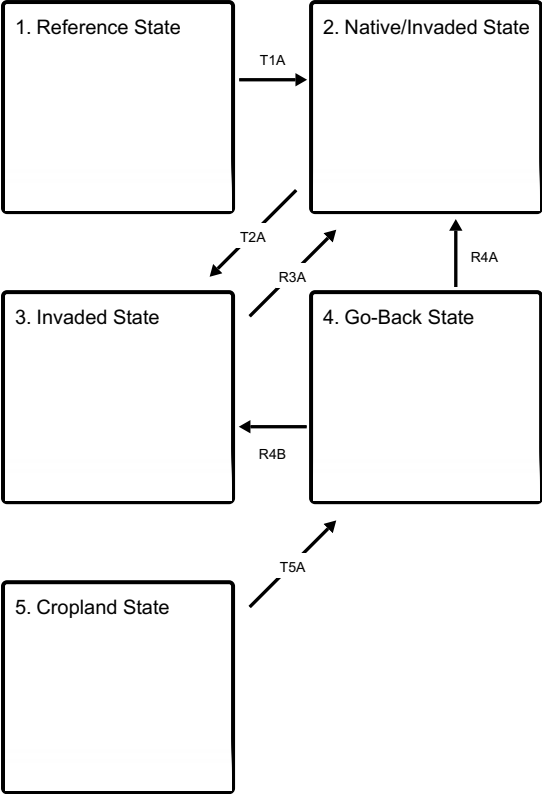 1. Reference State
2. Native/Invaded State
T1A
T2A
R3A
R4A
3. Invaded State
4. Go-Back State
R4B
T5A
5. Cropland State